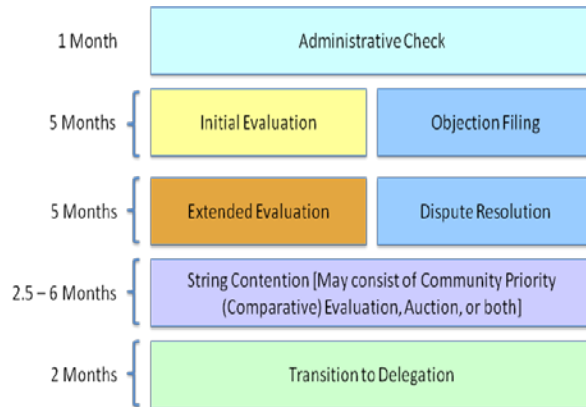 1 Month
Administrative Check
5 Months
Initial Evaluation
Objection Filing
5 Months
Extended Evaluation
Dispute Resolution
2.5 – 6 Months
String Contention [May consist of Community Priority
(Comparative) Evaluation, Auction, or both]
2 Months
Transition to Delegation